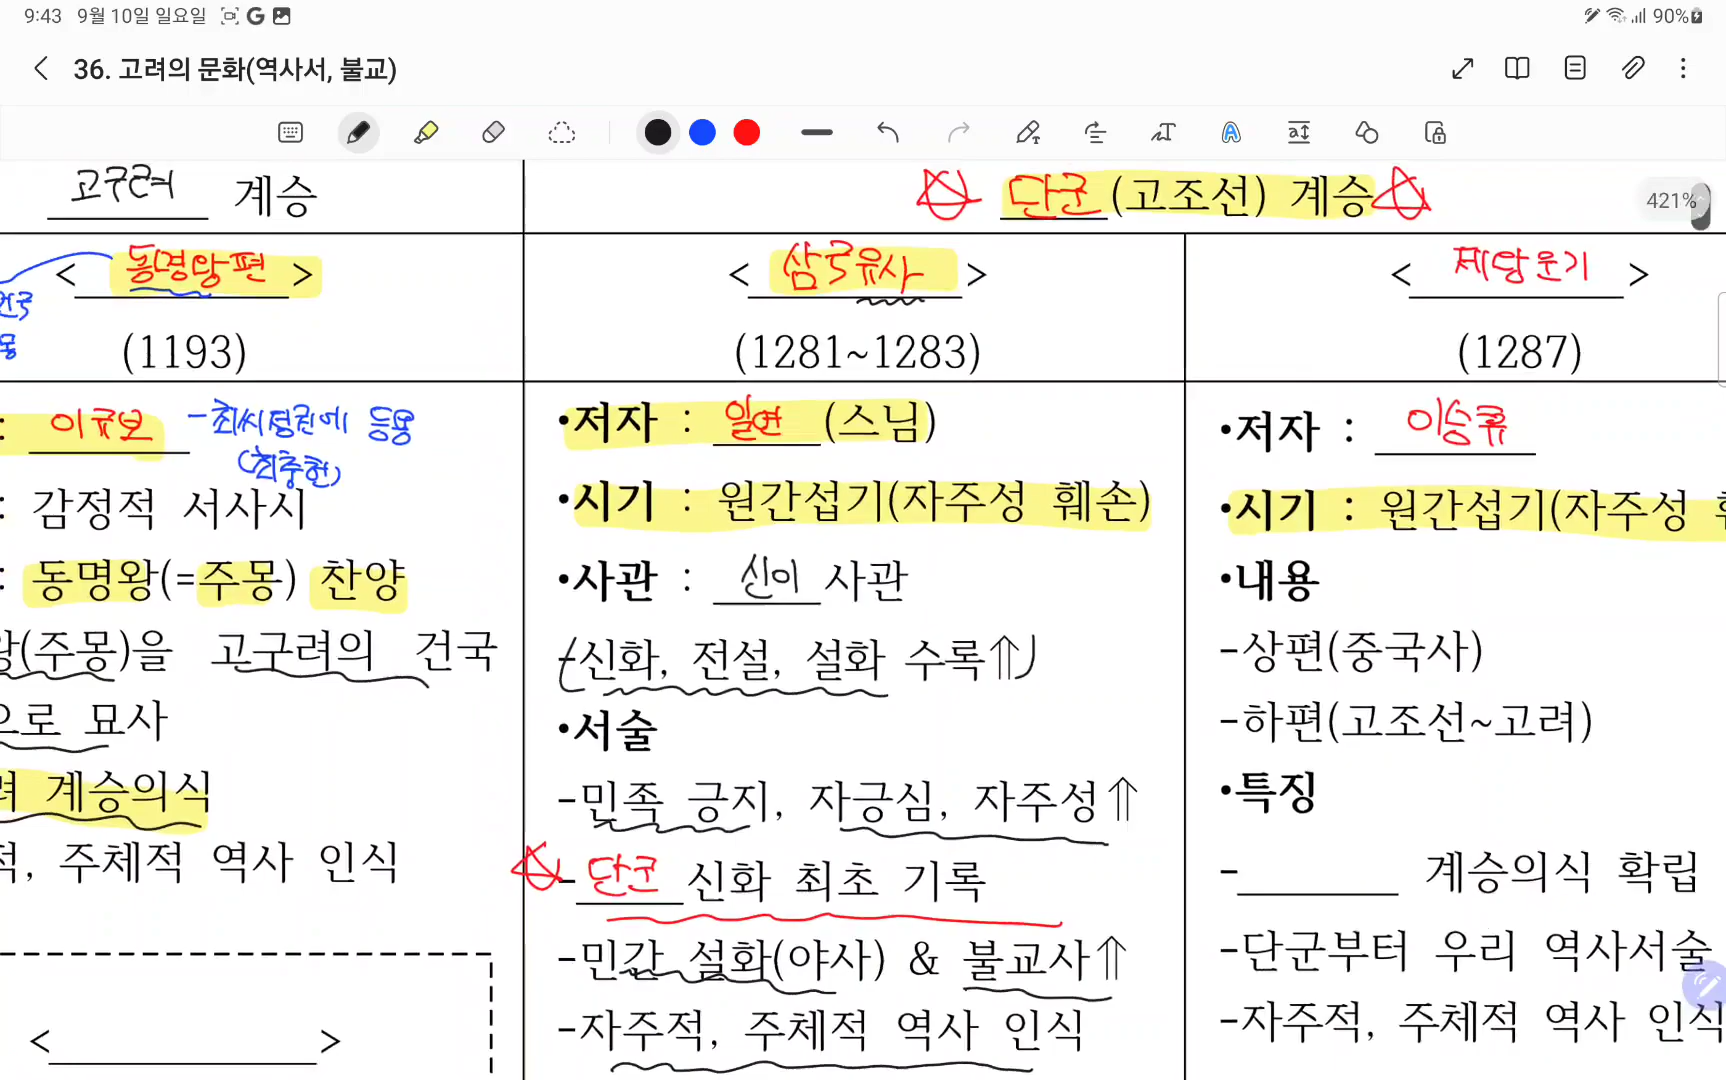 9:43 9월 10일 일요일
90%
36. 고려의 문화(역사서, 불교)
421%
고구려 계승
단군 (고조선) 계승
< 동명왕편 >
(1193)
: 이규보 -최씨정권에 등용
(최충헌)
: 감정적 서사시
: 동명왕(=주몽) 찬양
왕(주몽)을 고구려의 건국
으로 묘사
려 계승의식
적, 주체적 역사 인식
< >
< 삼국유사 >
(1281~1283)
•저자 : 일연 (스님)
•시기 : 원간섭기(자주성 훼손)
•사관 : 신이 사관
(-신화, 전설, 설화 수록⇑)
•서술
-민족 긍지, 자긍심, 자주성⇑
- 단군 신화 최초 기록
-민간 설화(야사) & 불교사⇑
-자주적, 주체적 역사 인식
< 제왕운기 >
(1287)
•저자 : 이승휴
•시기 : 원간섭기(자주성
•내용
-상편(중국사)
-하편(고조선~고려)
•특징
- 계승의식 확립
-단군부터 우리 역사서술
-자주적, 주체적 역사 인식